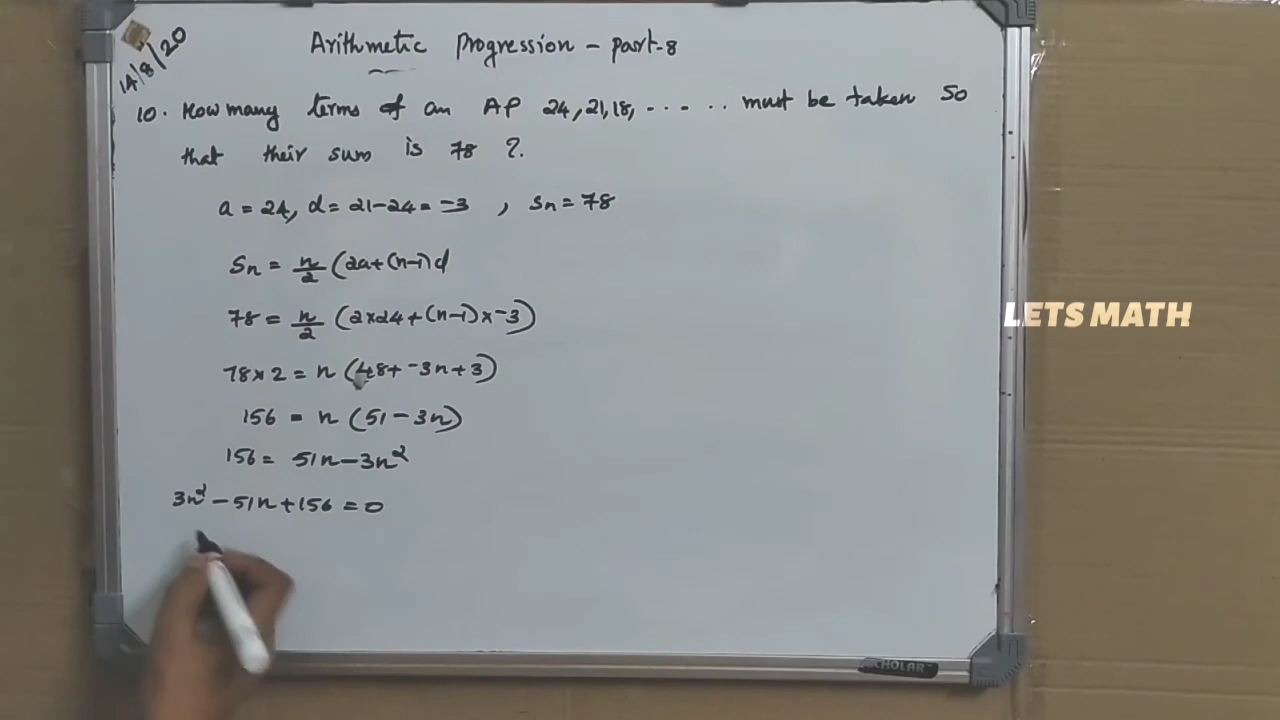 14/8/20
Arithmetic Progression - part-8
10. How many terms of an AP 24, 21, 18, ...... must be taken so
that their sum is 78 ?.
a = 24, d = 21-24 = -3 , Sn = 78
Sn = n/2 (2a+(n-1)d
78 = n/2 (2×24+(n-1)×-3)
78×2 = n (48+-3n+3)
156 = n (51-3n)
156 = 51n-3n²
3n²-51n+156=0
LETS MATH
SCHOLAR